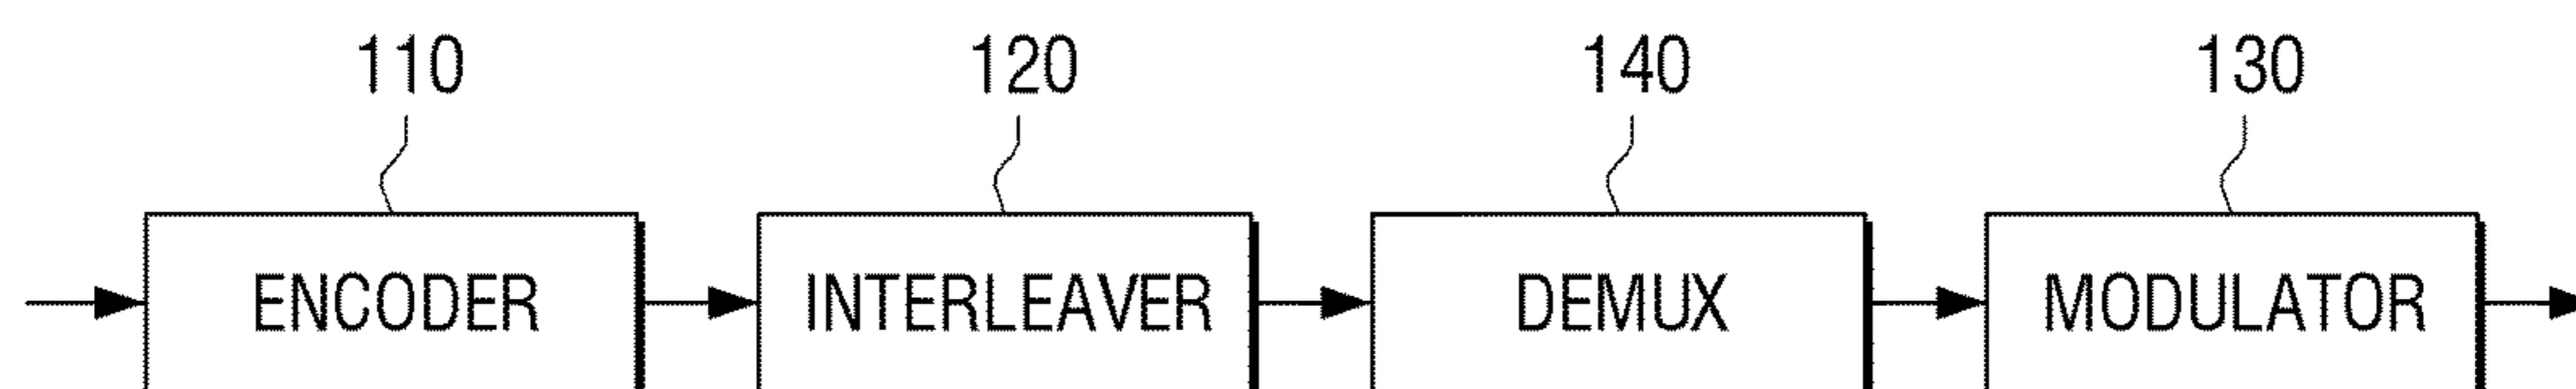 110 120 140 130
ENCODER INTERLEAVER DEMUX MODULATOR